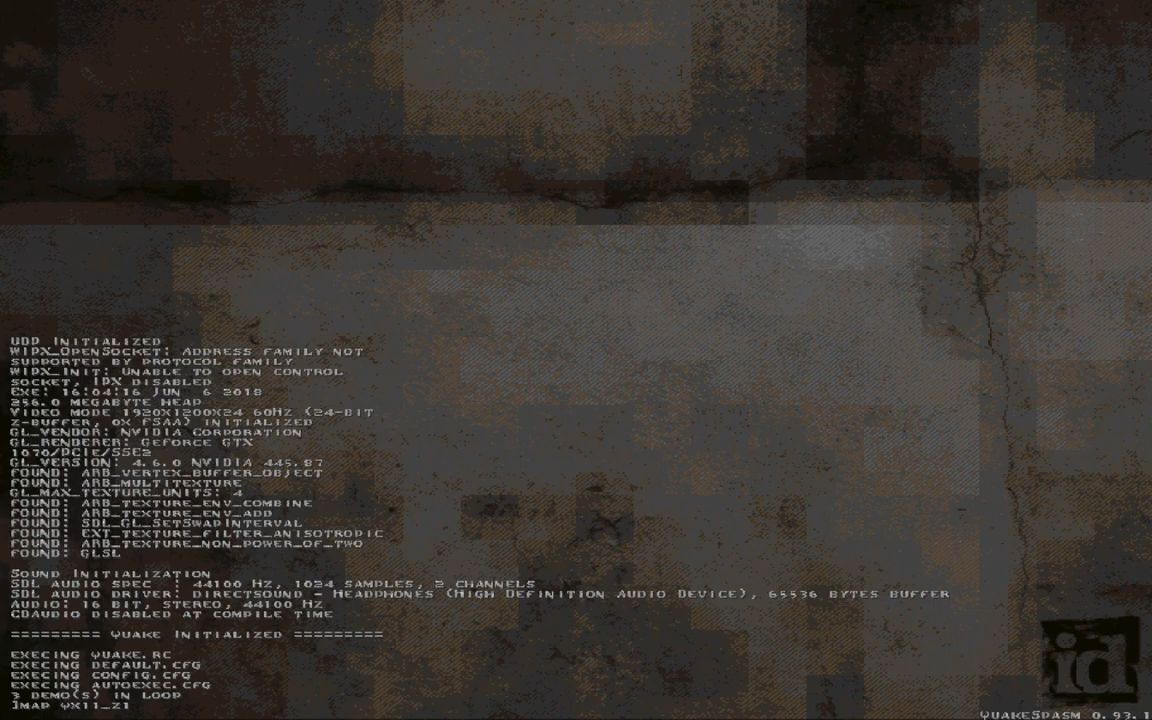 UDP Initialized
WIPX_OpenSocket: Address family not
supported by protocol family
WIPX_Init: Unable to open control
socket, IPX disabled
Exe: 16:04:16 Jun  6 2018
256.0 megabyte heap
Video mode 1920x1200x24 60Hz (24-bit
z-buffer, 0x FSAA) initialized
GL_VENDOR: NVIDIA Corporation
GL_RENDERER: GeForce GTX
1070/PCIe/SSE2
GL_VERSION: 4.6.0 NVIDIA 445.87
FOUND: ARB_vertex_buffer_object
FOUND: ARB_multitexture
GL_MAX_TEXTURE_UNITS: 4
FOUND: ARB_texture_env_combine
FOUND: ARB_texture_env_add
FOUND: SDL_GL_SetSwapInterval
FOUND: EXT_texture_filter_anisotropic
FOUND: ARB_texture_non_power_of_two
FOUND: GLSL
Sound Initialization
SDL audio spec  : 44100 Hz, 1024 samples, 2 channels
SDL audio driver: directsound - Headphones (High Definition Audio Device), 65536 bytes buffer
Audio: 16 bit, stereo, 44100 Hz
CDAudio disabled at compile time
========= Quake Initialized =========
execing quake.rc
execing default.cfg
execing config.cfg
execing autoexec.cfg
3 demo(s) in loop
]map qx11_z1
id
QuakeSpasm 0.93.1